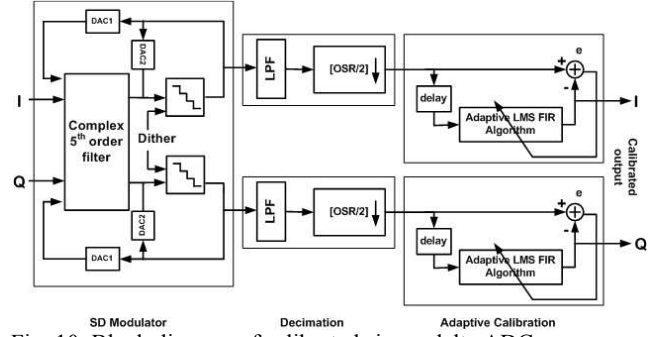 DAC1
DAC2
LPF
[OSR/2]
+
e
-
delay
Adaptive LMS FIR
Algorithm
I
I
Complex
5th order
filter
Dither
Calibrated
output
Q
DAC2
DAC1
LPF
[OSR/2]
+
e
-
delay
Adaptive LMS FIR
Algorithm
Q
SD Modulator
Decimation
Adaptive Calibration